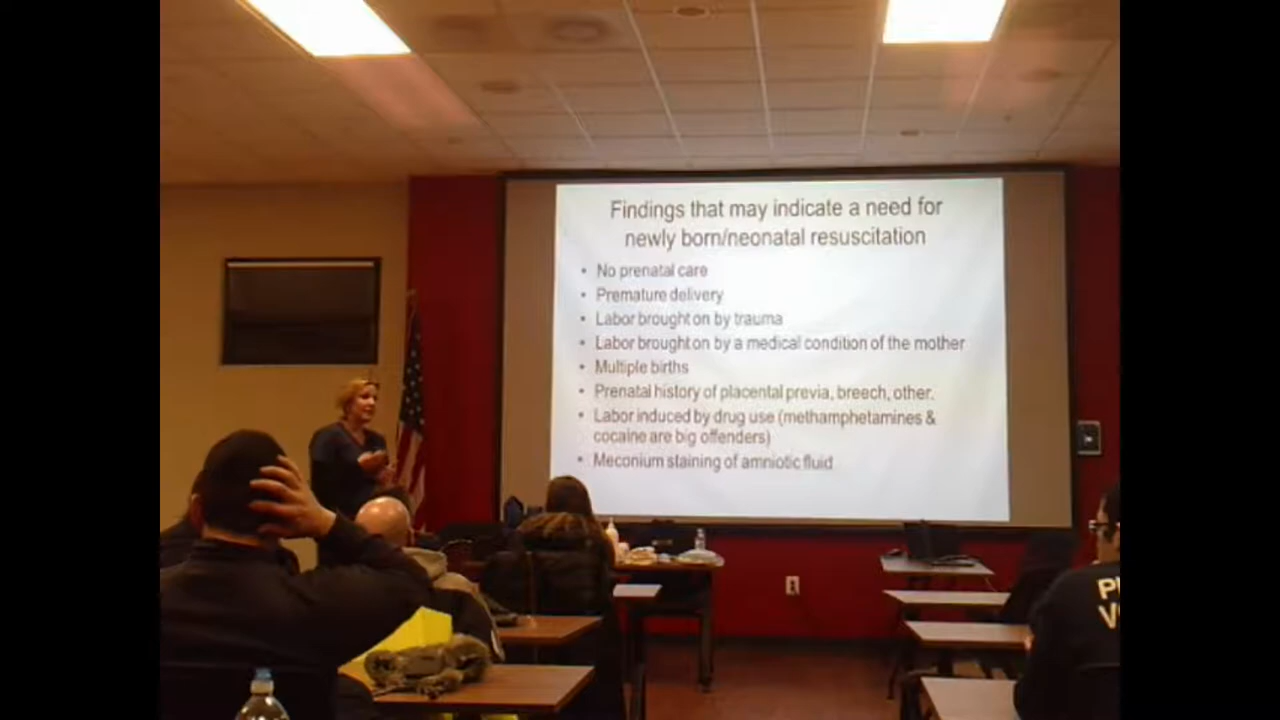 Findings that may indicate a need for
newly born/neonatal resuscitation
• No prenatal care
• Premature delivery
• Labor brought on by trauma
• Labor brought on by a medical condition of the mother
• Multiple births
• Prenatal history of placental previa, breech, other.
• Labor induced by drug use (methamphetamines &
cocaine are big offenders)
• Meconium staining of amniotic fluid